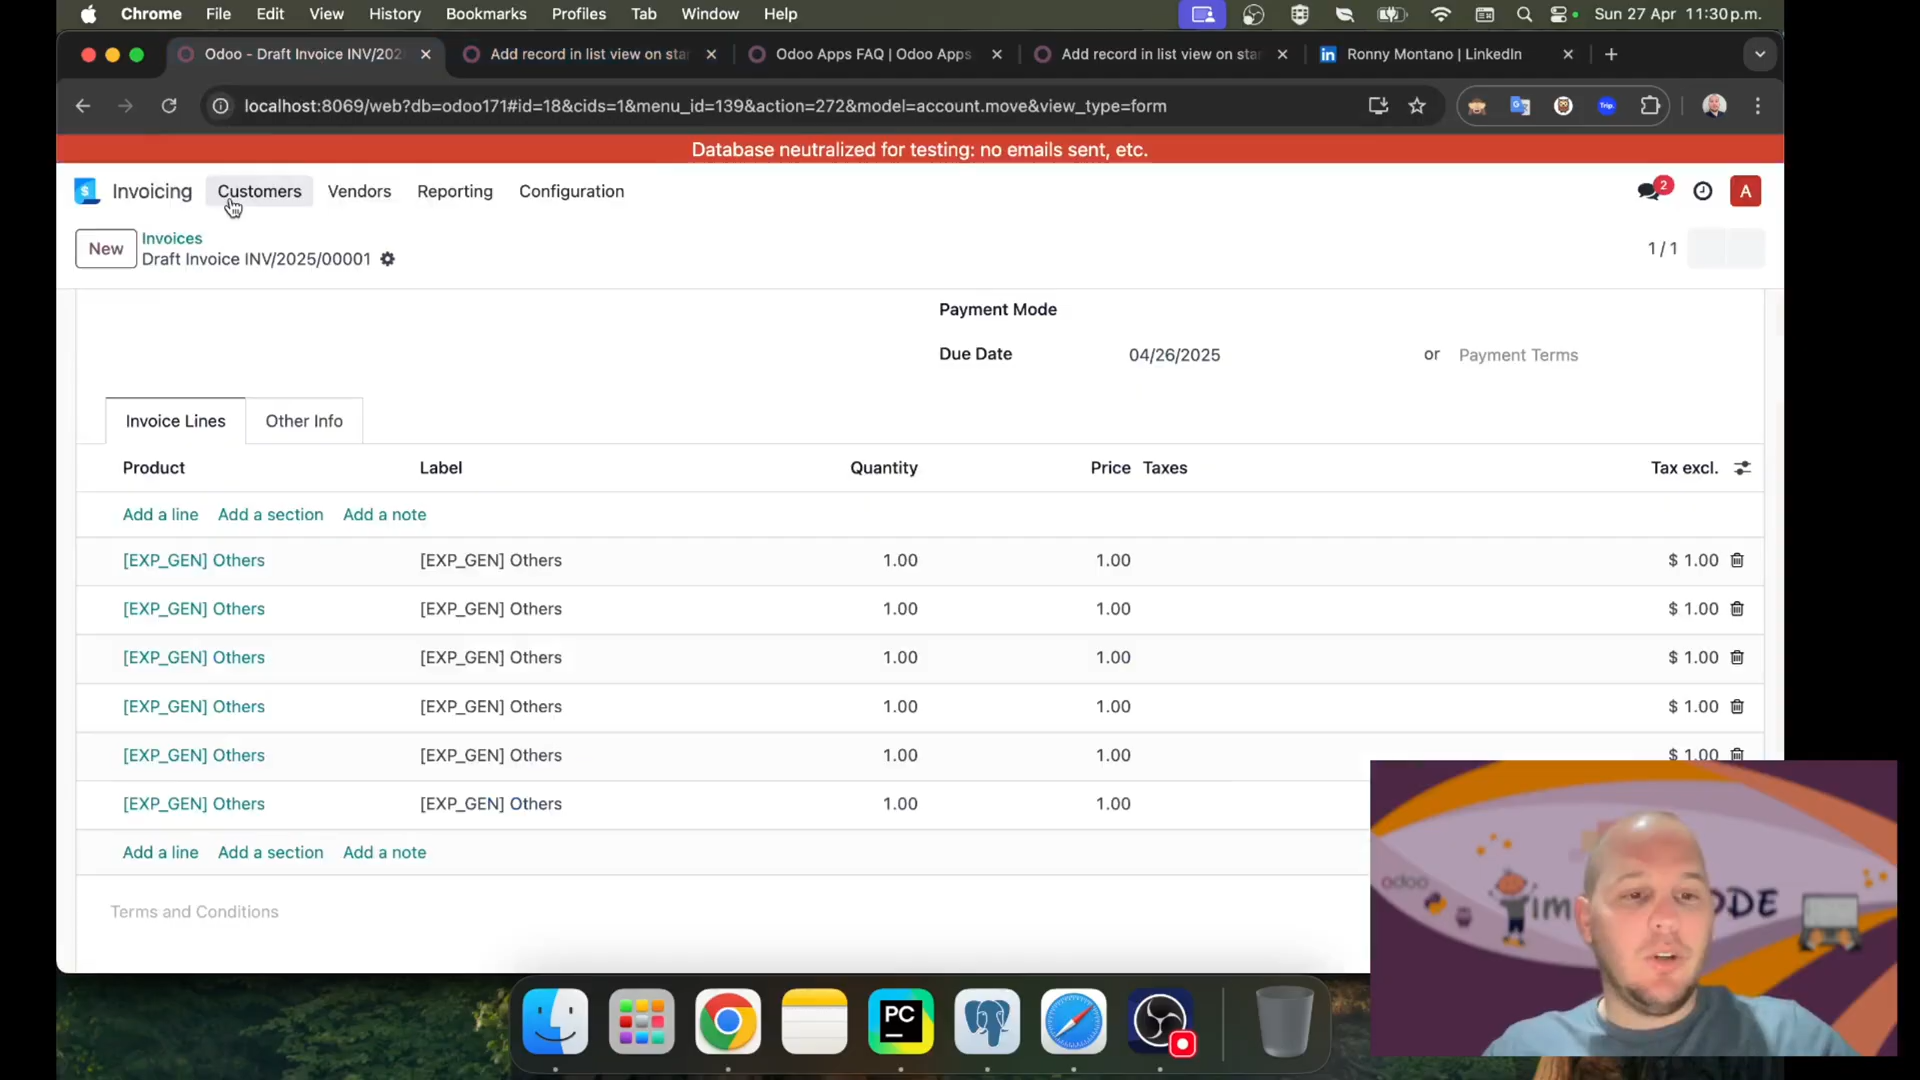 Chrome File Edit View History Bookmarks Profiles Tab Window Help Sun 27 Apr 11:30 p.m.
Odoo - Draft Invoice INV/202 Add record in list view on sta Odoo Apps FAQ | Odoo Apps Add record in list view on sta Ronny Montano | LinkedIn
localhost:8069/web?db=odoo171#id=18&cids=1&menu_id=139&action=272&model=account.move&view_type=form
Database neutralized for testing: no emails sent, etc.
Invoicing Customers Vendors Reporting Configuration 2 A
New Invoices
Draft Invoice INV/2025/00001 1 / 1
Payment Mode
Due Date 04/26/2025 or Payment Terms
Invoice Lines Other Info
Product Label Quantity Price Taxes Tax excl.
Add a line Add a section Add a note
[EXP_GEN] Others [EXP_GEN] Others 1.00 1.00 $ 1.00
[EXP_GEN] Others [EXP_GEN] Others 1.00 1.00 $ 1.00
[EXP_GEN] Others [EXP_GEN] Others 1.00 1.00 $ 1.00
[EXP_GEN] Others [EXP_GEN] Others 1.00 1.00 $ 1.00
[EXP_GEN] Others [EXP_GEN] Others 1.00 1.00 $ 1.00
[EXP_GEN] Others [EXP_GEN] Others 1.00 1.00
Add a line Add a section Add a note
Terms and Conditions
odoo
PC